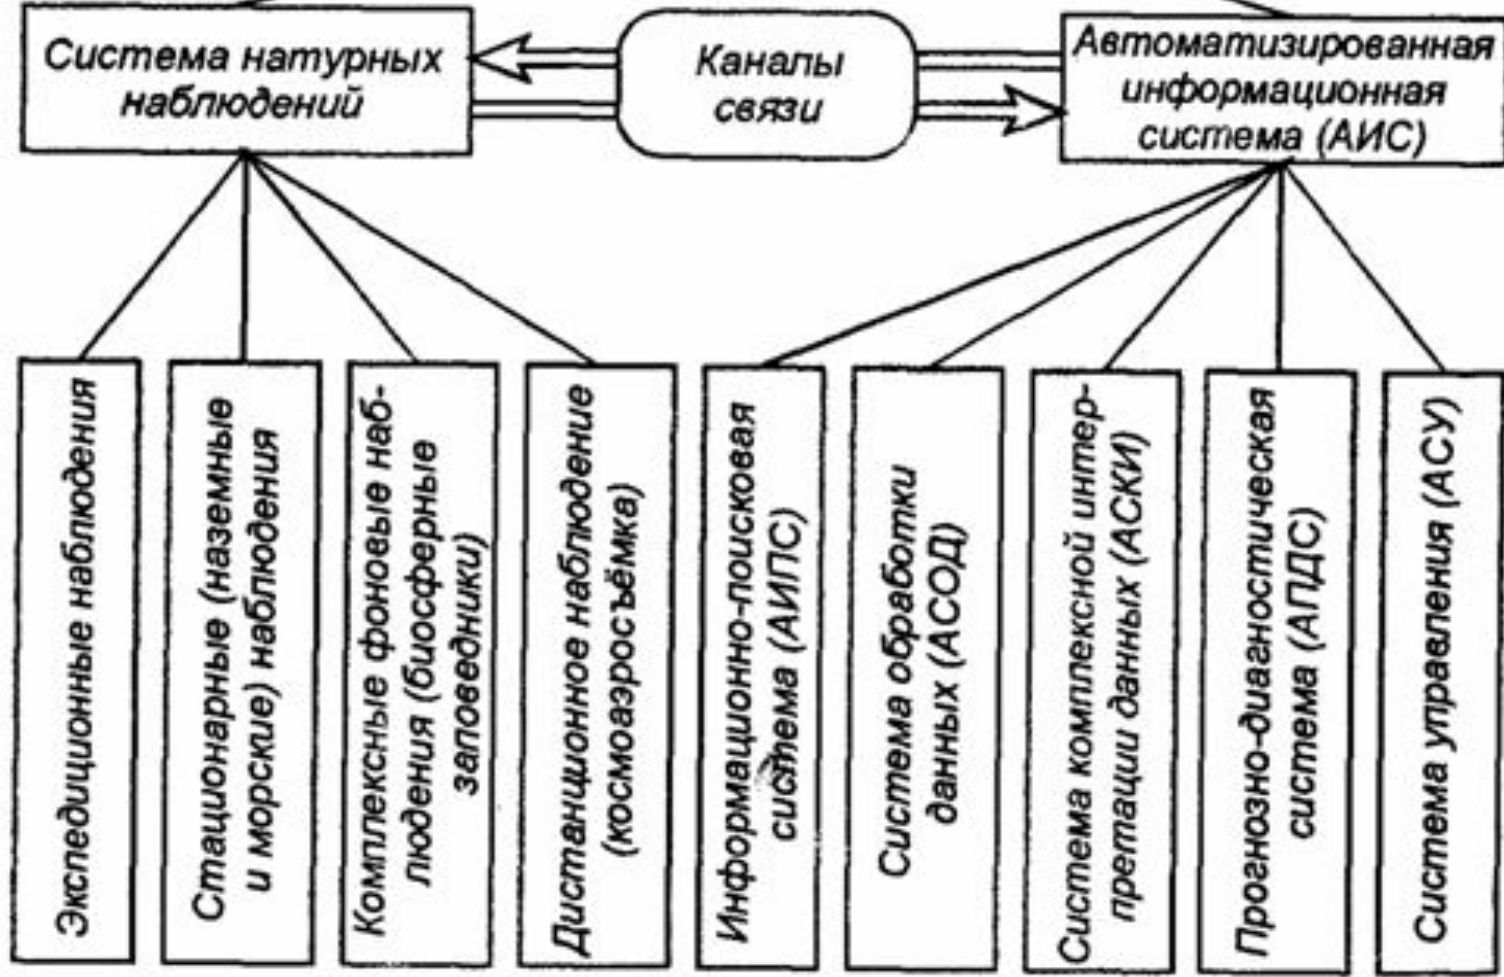 Система натурных
наблюдений
Каналы
связи
Автоматизированная
информационная
система (АИС)
Экспедиционные наблюдения
Стационарные (наземные
и морские) наблюдения
Комплексные фоновые наб-
людения (биосферные
заповедники)
Дистанционное наблюдение
(космоаэросъёмка)
Информационно-поисковая
система (АИПС)
Система обработки
данных (АСОД)
Система комплексной интер-
претации данных (АСКИ)
Прогнозно-диагностическая
система (АПДС)
Система управления (АСУ)